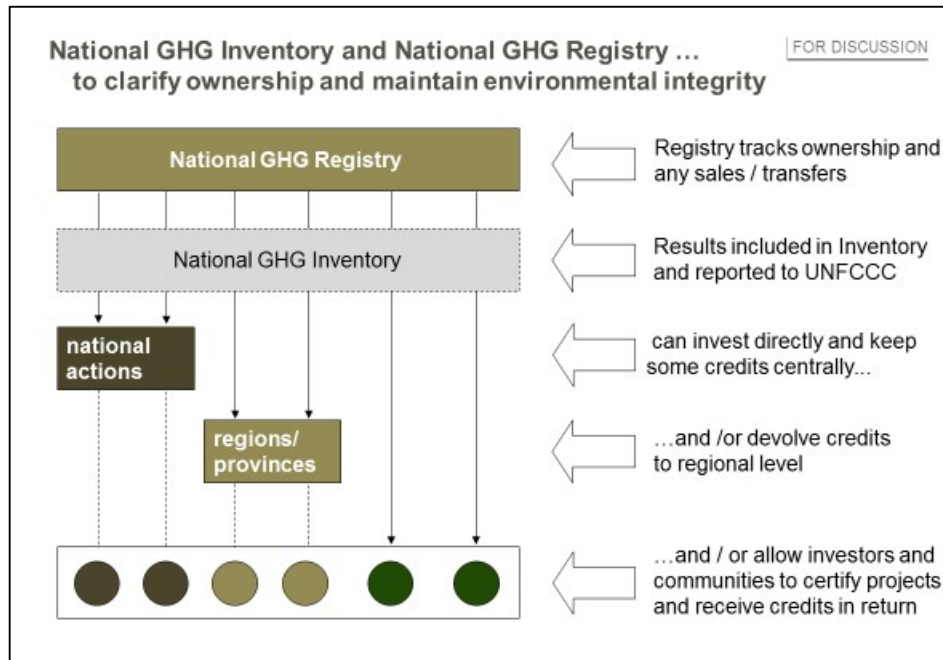 National GHG Inventory and National GHG Registry ...
to clarify ownership and maintain environmental integrity
FOR DISCUSSION
National GHG Registry
Registry tracks ownership and
any sales / transfers
National GHG Inventory
Results included in Inventory
and reported to UNFCCC
national
actions
can invest directly and keep
some credits centrally...
regions/
provinces
...and /or devolve credits
to regional level
...and / or allow investors and
communities to certify projects
and receive credits in return